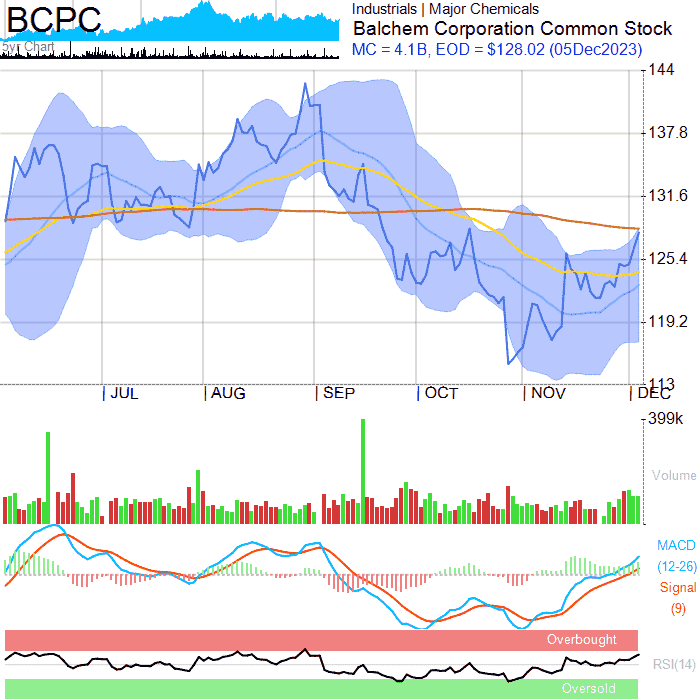 BCPC
5yr Chart
Industrials | Major Chemicals
Balchem Corporation Common Stock
MC = 4.1B, EOD = $128.02 (05Dec2023)
144
137.8
131.6
125.4
119.2
113
JUL
AUG
SEP
OCT
NOV
DEC
399k
Volume
MACD
(12-26)
Signal
(9)
Overbought
RSI(14)
Oversold